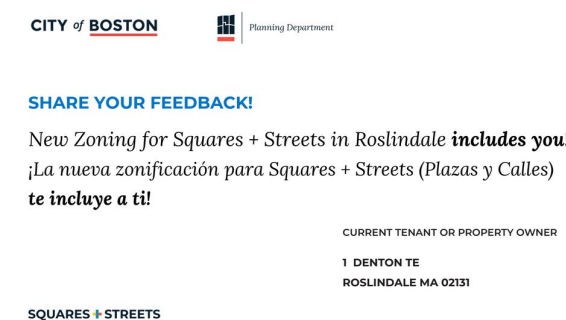 CITY of BOSTON
Planning Department
SHARE YOUR FEEDBACK!
New Zoning for Squares + Streets in Roslindale includes you!
¡La nueva zonificación para Squares + Streets (Plazas y Calles)
te incluye a ti!
CURRENT TENANT OR PROPERTY OWNER
1 DENTON TE
ROSLINDALE MA 02131
SQUARES + STREETS